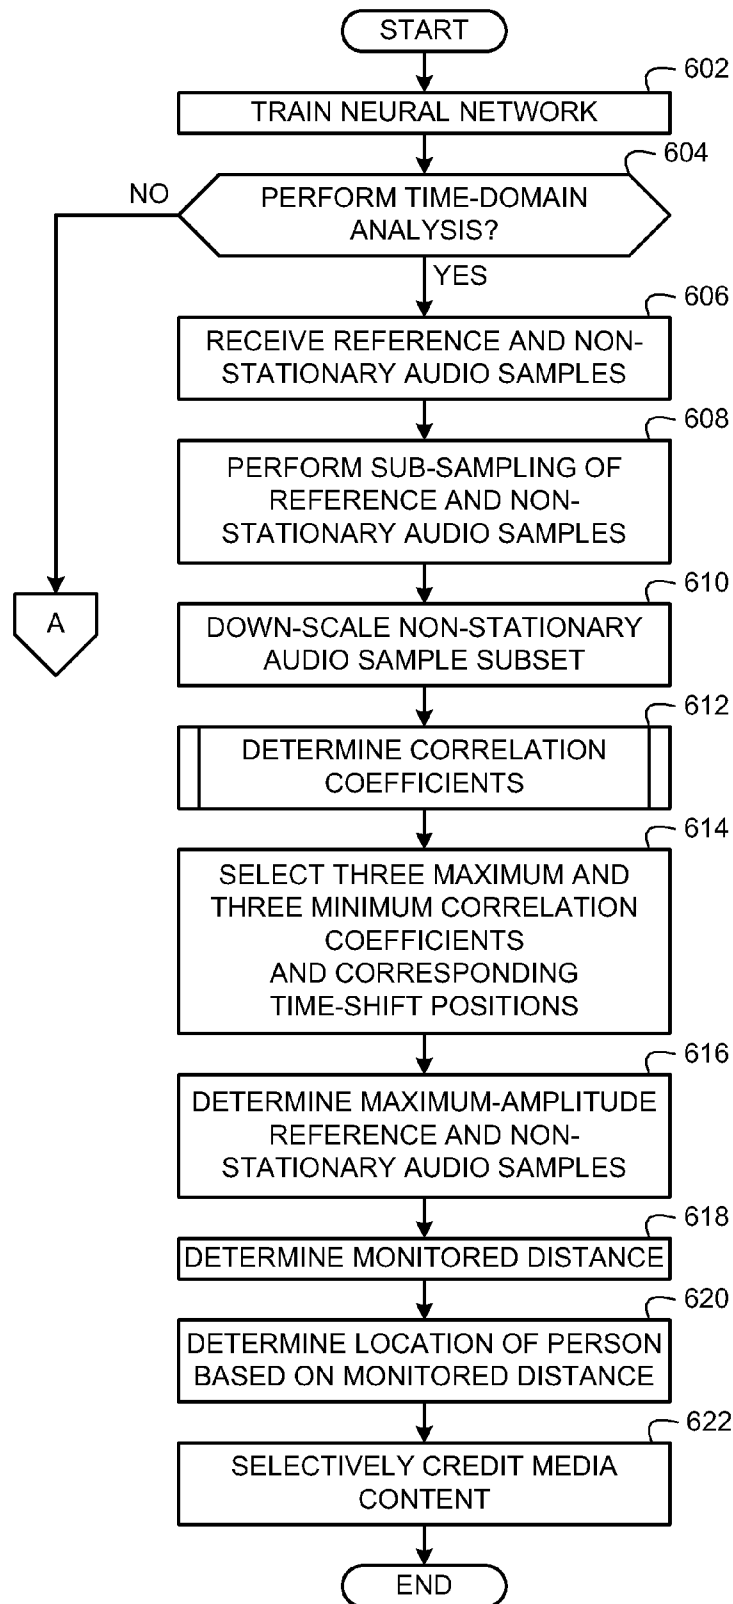 START
602
TRAIN NEURAL NETWORK
604
NO
PERFORM TIME-DOMAIN
ANALYSIS?
YES
606
RECEIVE REFERENCE AND NON-
STATIONARY AUDIO SAMPLES
608
PERFORM SUB-SAMPLING OF
REFERENCE AND NON-
STATIONARY AUDIO SAMPLES
610
A
DOWN-SCALE NON-STATIONARY
AUDIO SAMPLE SUBSET
612
DETERMINE CORRELATION
COEFFICIENTS
614
SELECT THREE MAXIMUM AND
THREE MINIMUM CORRELATION
COEFFICIENTS
AND CORRESPONDING
TIME-SHIFT POSITIONS
616
DETERMINE MAXIMUM-AMPLITUDE
REFERENCE AND NON-
STATIONARY AUDIO SAMPLES
618
DETERMINE MONITORED DISTANCE
620
DETERMINE LOCATION OF PERSON
BASED ON MONITORED DISTANCE
622
SELECTIVELY CREDIT MEDIA
CONTENT
END